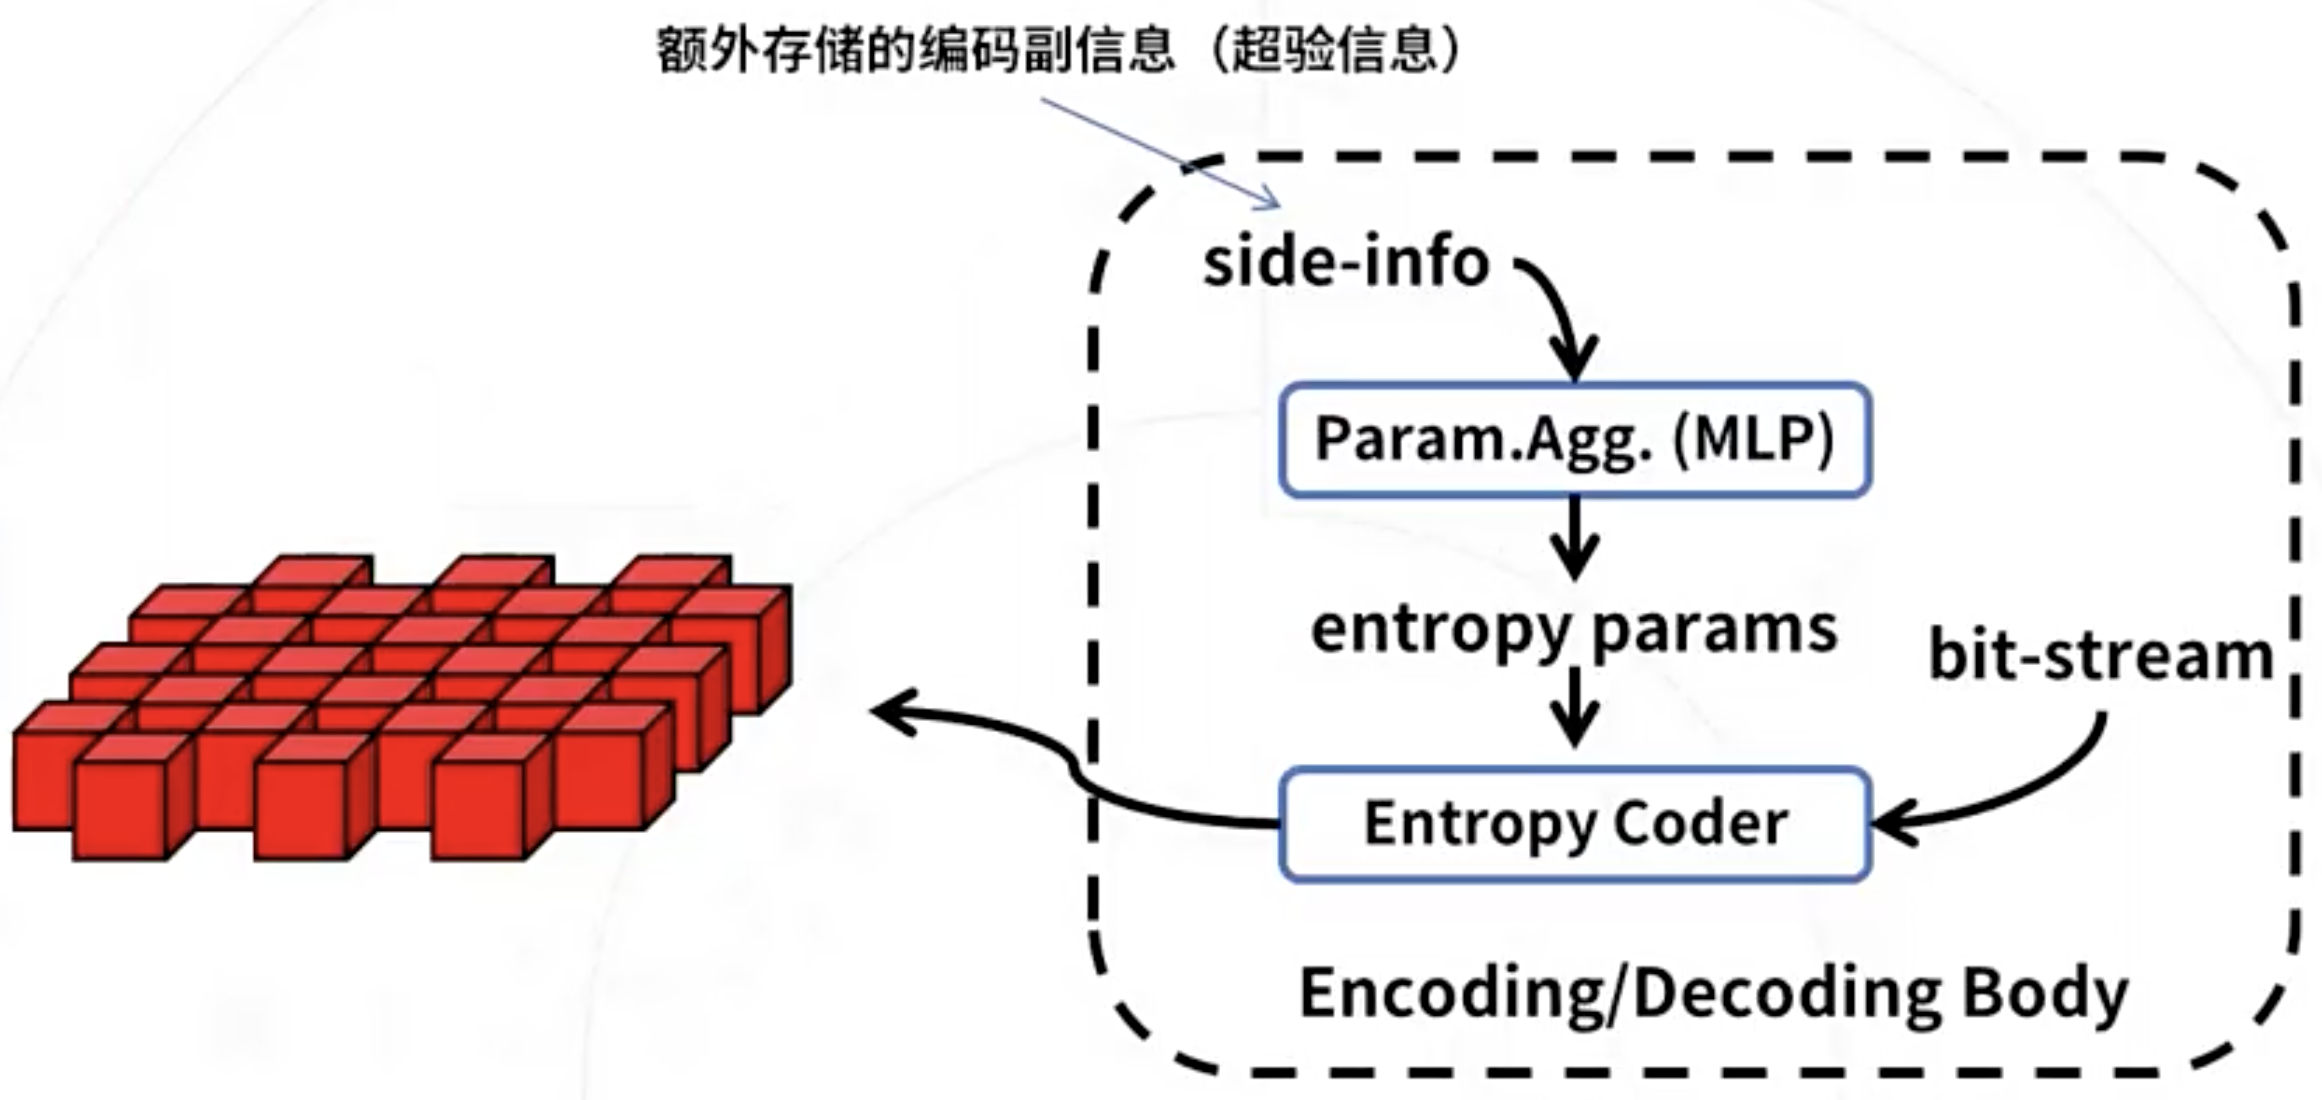 额外存储的编码副信息（超验信息）
side-info
Param.Agg. (MLP)
entropy params
bit-stream
Entropy Coder
Encoding/Decoding Body